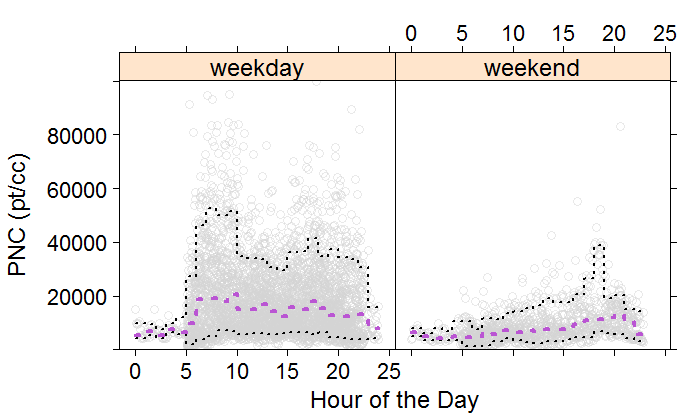 0 5 10 15 20 25
weekday weekend
PNC (pt/cc)
80000
60000
40000
20000
0 5 10 15 20 25
Hour of the Day